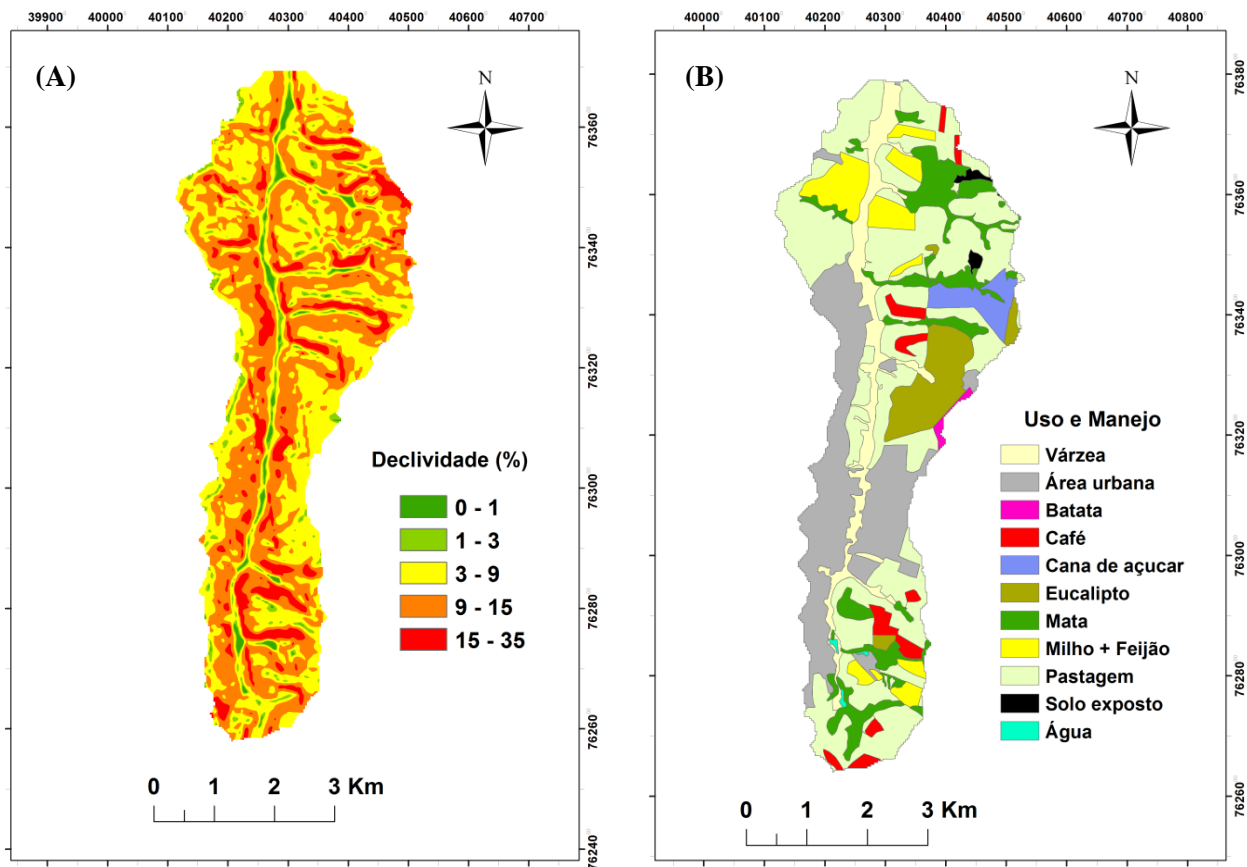 39900 40000 40100 40200 40300 40400 40500 40600 40700
(A)
N
76360
76340
76320
76300
76280
76260
76240
Declividade (%)
0 - 1
1 - 3
3 - 9
9 - 15
15 - 35
0 1 2 3 Km
40000 40100 40200 40300 40400 40500 40600 40700 40800
(B)
N
76380
76360
76340
76320
76300
76280
76260
Uso e Manejo
Várzea
Área urbana
Batata
Café
Cana de açucar
Eucalipto
Mata
Milho + Feijão
Pastagem
Solo exposto
Água
0 1 2 3 Km